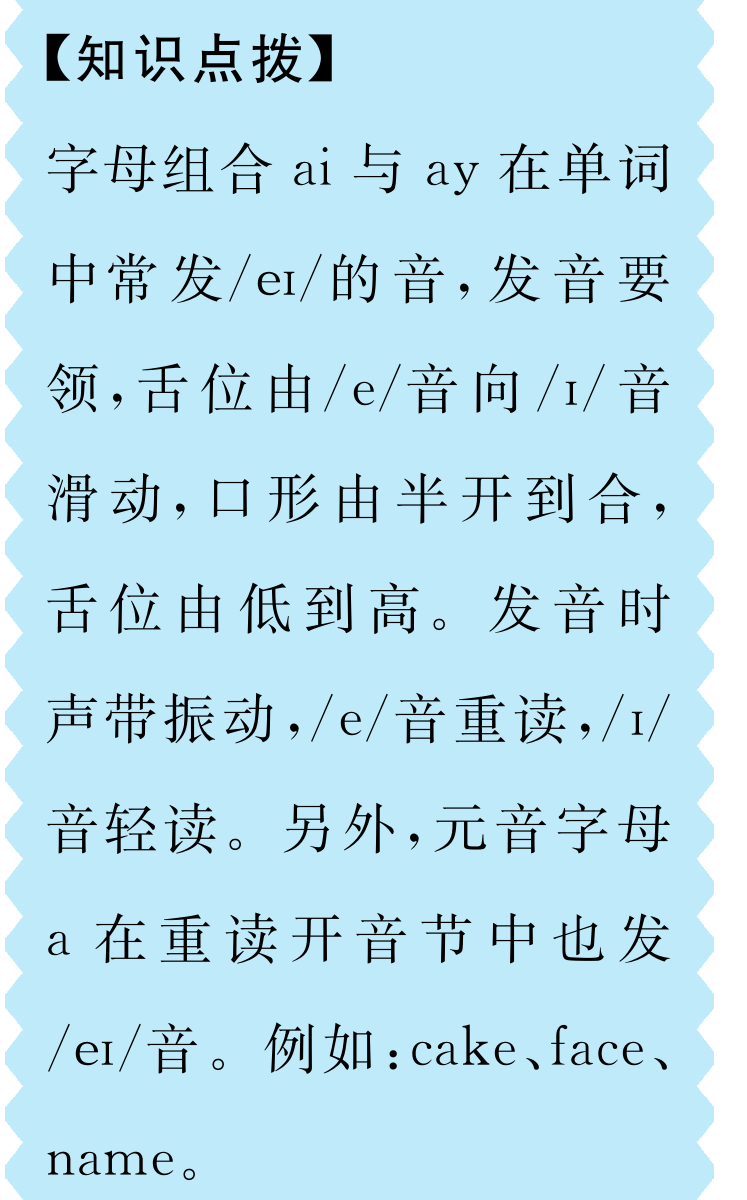 【知识点拨】
字母组合 ai 与 ay 在单词
中常发/eɪ/的音,发音要
领,舌位由/e/音向/ɪ/音
滑动,口形由半开到合,
舌位由低到高。发音时
声带振动,/e/音重读,/ɪ/
音轻读。另外,元音字母
a 在重读开音节中也发
/eɪ/音。例如:cake、face、
name。